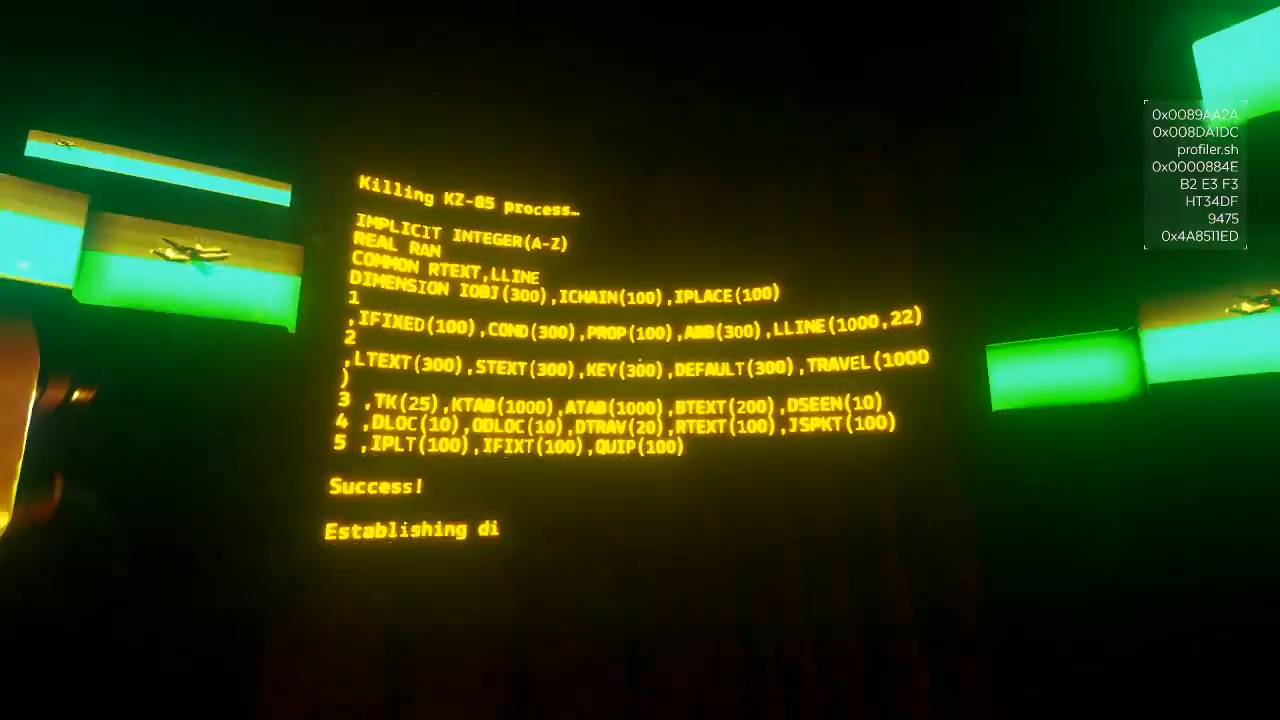 Killing KZ-85 process…
IMPLICIT INTEGER(A-Z)
REAL RAN
COMMON RTEXT,LLINE
DIMENSION IOBJ(300),ICHAIN(100),IPLACE(100)
1
,IFIXED(100),COND(300),PROP(100),ABB(300),LLINE(1000,22)
2
,LTEXT(300),STEXT(300),KEY(300),DEFAULT(300),TRAVEL(1000
)
3 ,TK(25),KTAB(1000),ATAB(1000),BTEXT(200),DSEEN(10)
4 ,DLOC(10),ODLOC(10),DTRAV(20),RTEXT(100),JSPKT(100)
5 ,IPLT(100),IFIXT(100),QUIP(100)
Success!
Establishing di
0x0089AA2A
0x008DA1DC
profiler.sh
0x0000884E
B2 E3 F3
HT34DF
9475
0x4A8511ED